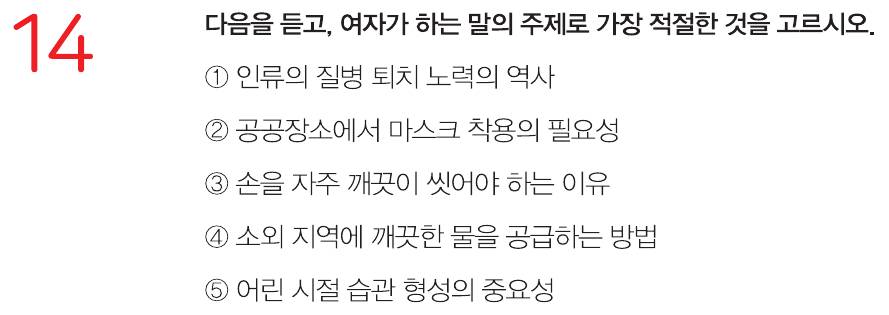 14 다음을 듣고, 여자가 하는 말의 주제로 가장 적절한 것을 고르시오.
① 인류의 질병 퇴치 노력의 역사
② 공공장소에서 마스크 착용의 필요성
③ 손을 자주 깨끗이 씻어야 하는 이유
④ 소외 지역에 깨끗한 물을 공급하는 방법
⑤ 어린 시절 습관 형성의 중요성